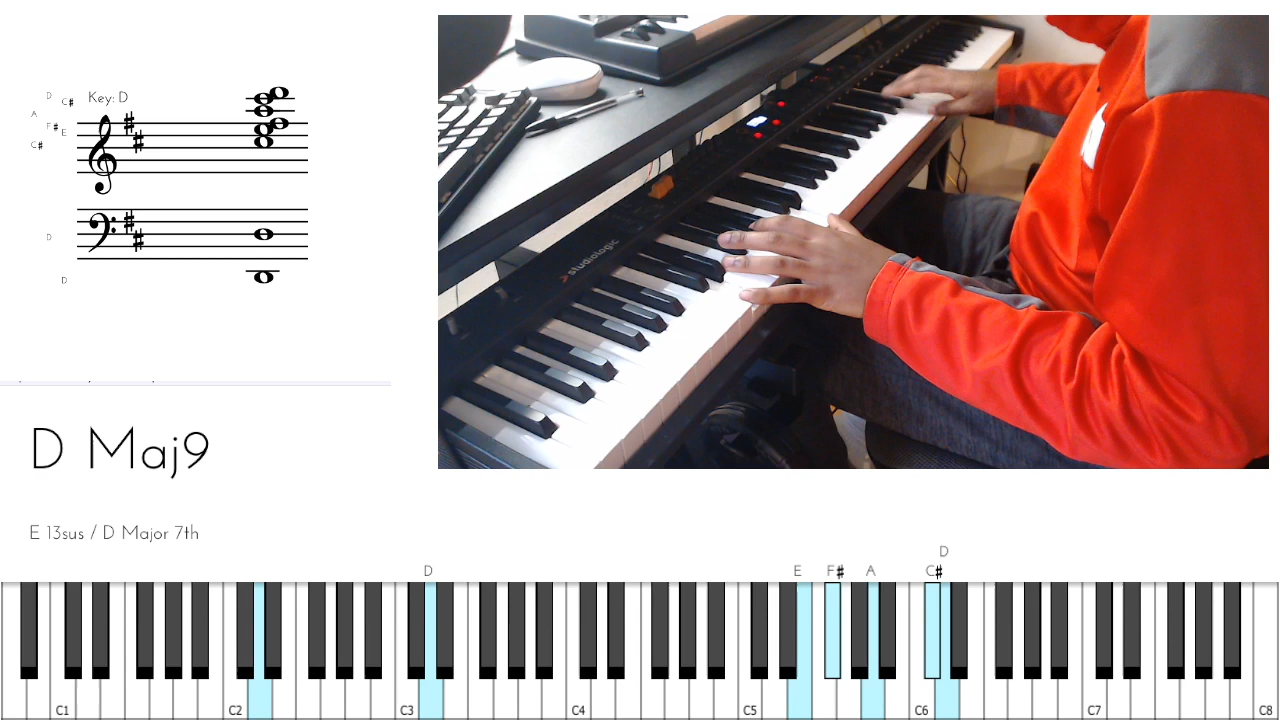 D
C#
Key: D
A
F#
E
C#
D
D
D Maj9
E 13sus / D Major 7th
D
D E F# A C#
C1 C2 C3 C4 C5 C6 C7 C8
studiologic